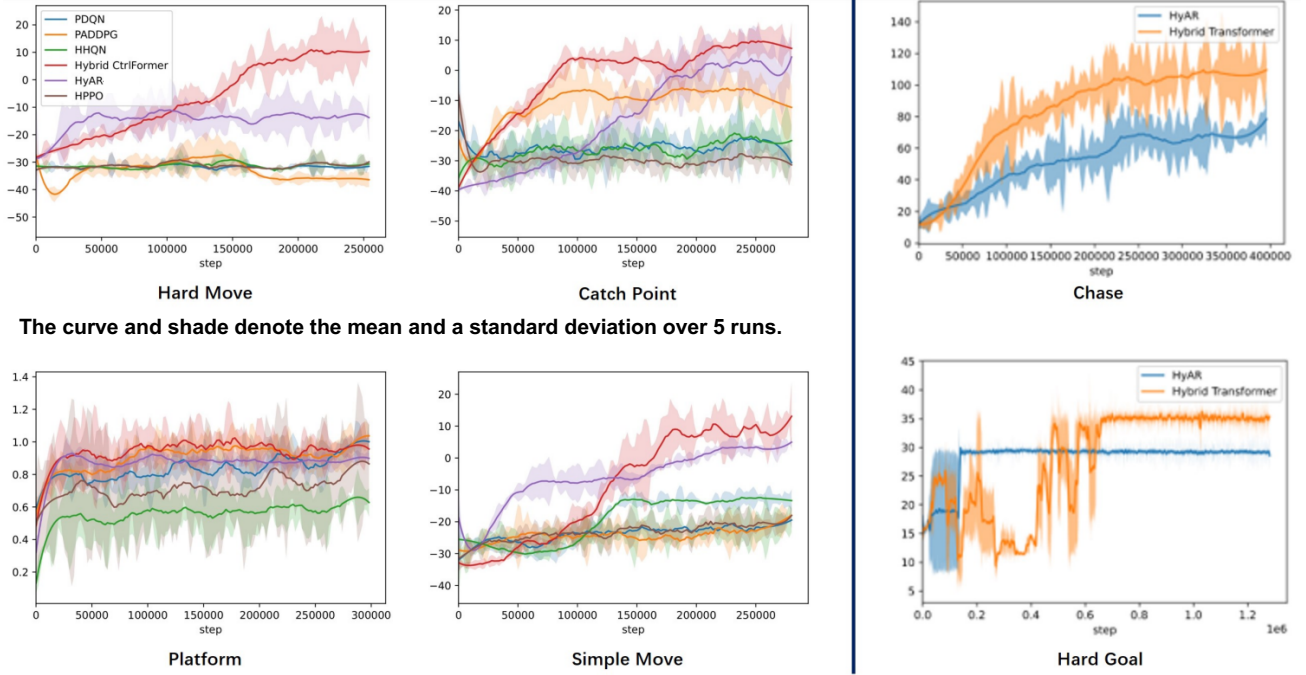 20
10
0
−10
−20
−30
−40
−50
PDQN
PADDPG
HHQN
Hybrid CtrlFormer
HyAR
HPPO
0 50000 100000 150000 200000 250000
step
Hard Move
20
10
0
−10
−20
−30
−40
−50
0 50000 100000 150000 200000 250000
step
Catch Point
140
120
100
80
60
40
20
0
HyAR
Hybrid Transformer
0 50000 100000 150000 200000 250000 300000 350000 400000
step
Chase
The curve and shade denote the mean and a standard deviation over 5 runs.
1.4
1.2
1.0
0.8
0.6
0.4
0.2
0 50000 100000 150000 200000 250000 300000
step
Platform
20
10
0
−10
−20
−30
−40
0 50000 100000 150000 200000 250000
step
Simple Move
45
40
35
30
25
20
15
10
5
HyAR
Hybrid Transformer
0.0 0.2 0.4 0.6 0.8 1.0 1.2
step
1e6
Hard Goal